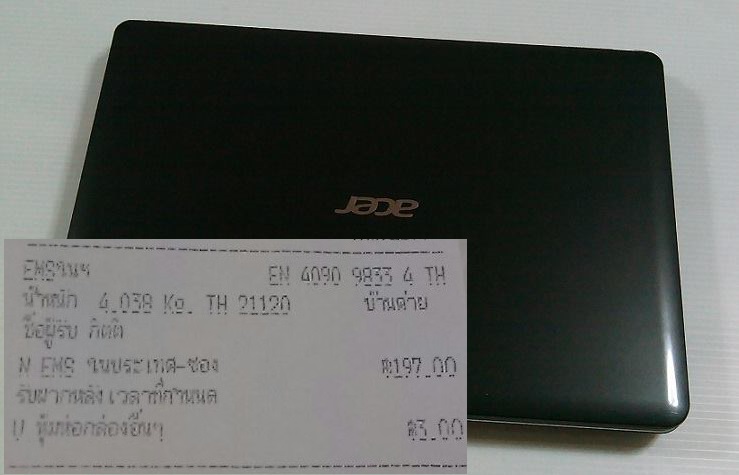 acer
EMSในฯ EN 4090 9833 4 TH
น้ำหนัก 4.038 Kg. TH 21120 บ้านค่าย
ชื่อผู้รับ กิตติ
N EMS ในประเทศ-ซอง ฿197.00
รับฝากหลังเวลาที่กำหนด
U หุ้มห่อกล่องอื่นๆ ฿3.00